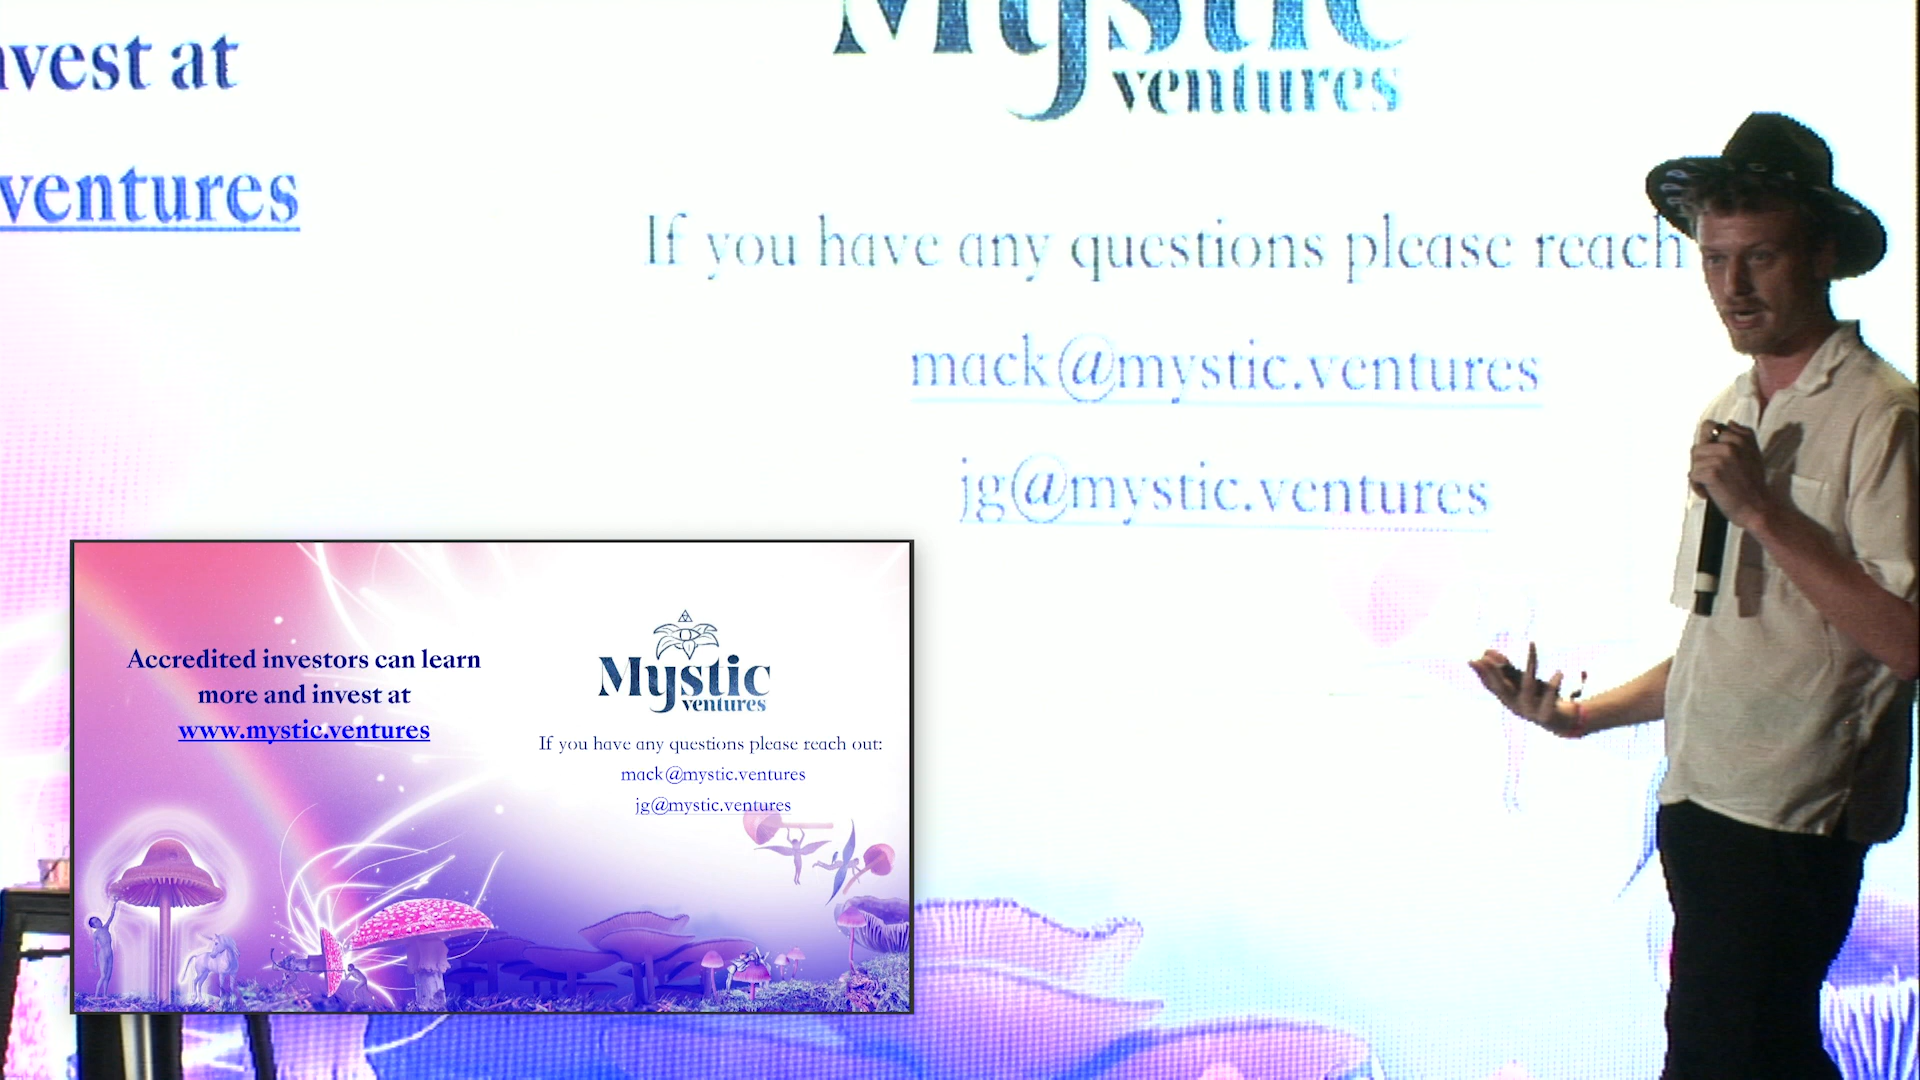 nvest at
ventures
Mystic
ventures
If you have any questions please reach
mack@mystic.ventures
jg@mystic.ventures
Accredited investors can learn
more and invest at
www.mystic.ventures
Mystic
ventures
If you have any questions please reach out:
mack@mystic.ventures
jg@mystic.ventures